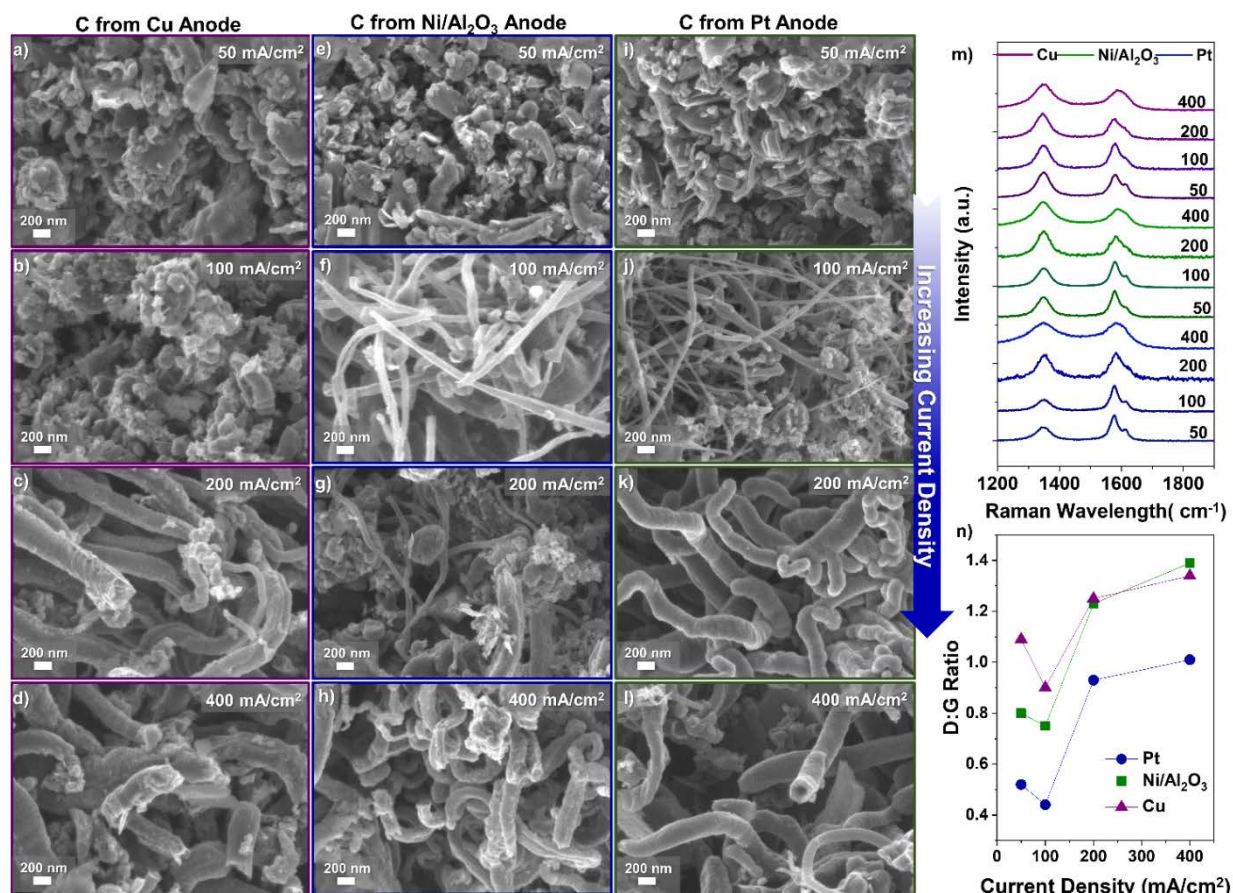 C from Cu Anode
C from Ni/Al₂O₃ Anode
C from Pt Anode
a) 50 mA/cm²
200 nm
e) 50 mA/cm²
200 nm
i) 50 mA/cm²
200 nm
b) 100 mA/cm²
200 nm
f) 100 mA/cm²
200 nm
j) 100 mA/cm²
200 nm
c) 200 mA/cm²
200 nm
g) 200 mA/cm²
200 nm
k) 200 mA/cm²
200 nm
d) 400 mA/cm²
200 nm
h) 400 mA/cm²
200 nm
l) 400 mA/cm²
200 nm
Increasing Current Density
m)
Cu Ni/Al₂O₃ Pt
400
200
100
50
400
200
100
50
400
200
100
50
Intensity (a.u.)
1200 1400 1600 1800
Raman Wavelength( cm⁻¹)
n)
1.4
1.2
1.0
0.8
0.6
0.4
D:G Ratio
Pt
Ni/Al₂O₃
Cu
0 100 200 300 400
Current Density (mA/cm²)